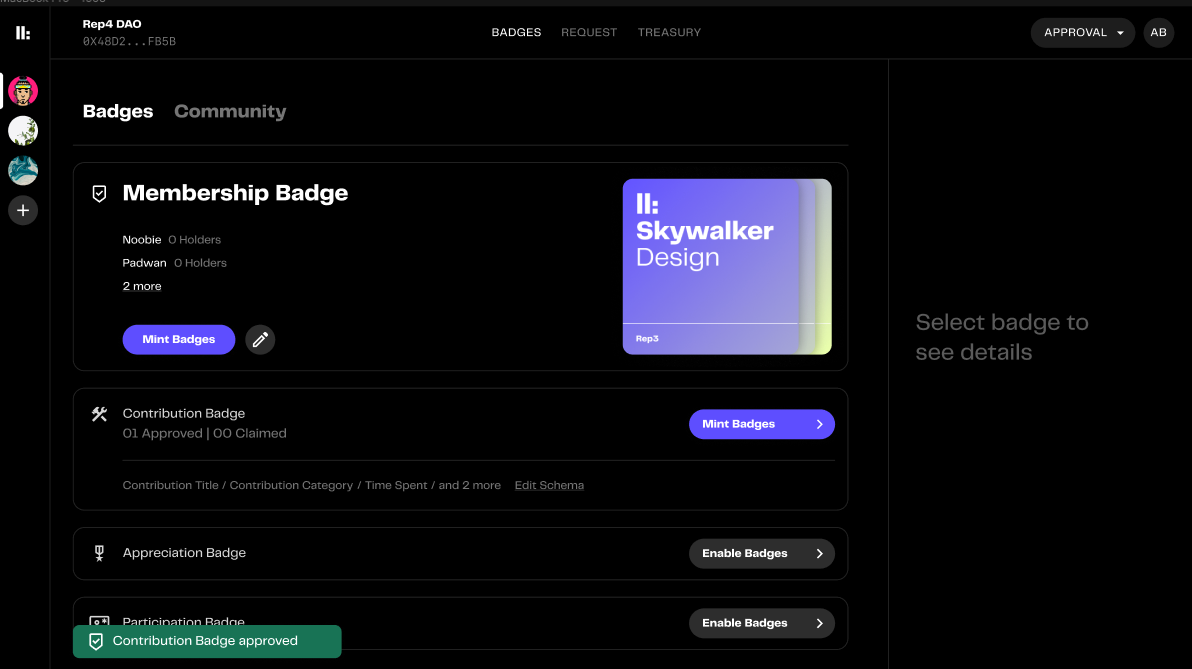 Rep4 DAO
0X48D2...FB5B
BADGES
REQUEST
TREASURY
APPROVAL
AB
Badges
Community
Membership Badge
Noobie 0 Holders
Padwan 0 Holders
2 more
Mint Badges
Skywalker
Design
Rep3
Select badge to
see details
Contribution Badge
01 Approved | 00 Claimed
Mint Badges
Contribution Title / Contribution Category / Time Spent / and 2 more Edit Schema
Appreciation Badge
Enable Badges
Participation Badge
Enable Badges
Contribution Badge approved